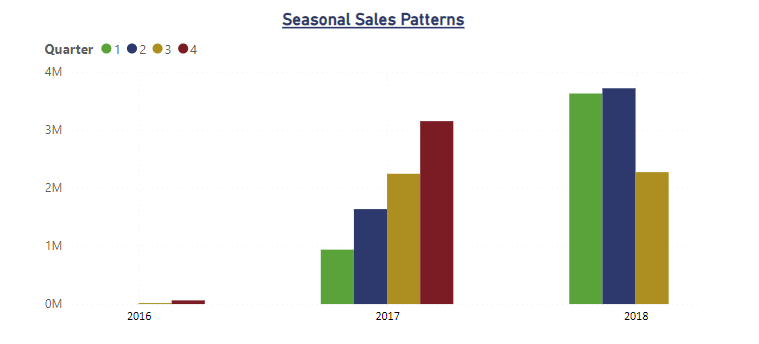 Seasonal Sales Patterns
Quarter 1 2 3 4
4M
3M
2M
1M
0M
2016 2017 2018